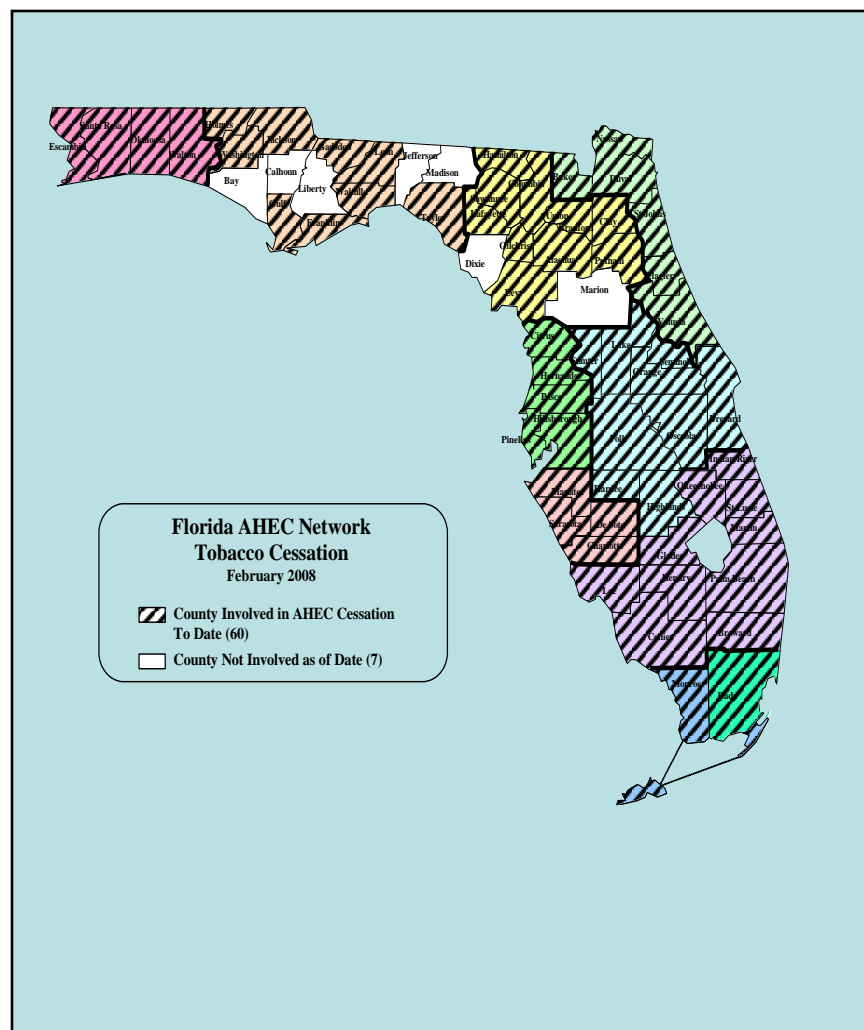 Nassau
Holmes
Santa Rosa
Jackson
Okaloosa
Escambia
Walton
Washington
Gadsden
Leon
Jefferson
Hamilton
Madison
Baker
Duval
Calhoun
Bay
Liberty
Wakulla
Columbia
Suwannee
Gulf
Franklin
Taylor
Lafayette
Union
Bradford
Clay
St Johns
Gilchrist
Dixie
Alachua
Putnam
Flagler
Levy
Marion
Volusia
Citrus
Lake
Sumter
Seminole
Orange
Hernando
Pasco
Hillsborough
Brevard
Pinellas
Polk
Osceola
Indian River
Manatee
Hardee
Okeechobee
Highlands
St Lucie
Sarasota
De Soto
Martin
Charlotte
Glades
Lee
Hendry
Palm Beach
Collier
Broward
Monroe
Dade
Florida AHEC Network
Tobacco Cessation
February 2008
County Involved in AHEC Cessation
To Date (60)
County Not Involved as of Date (7)